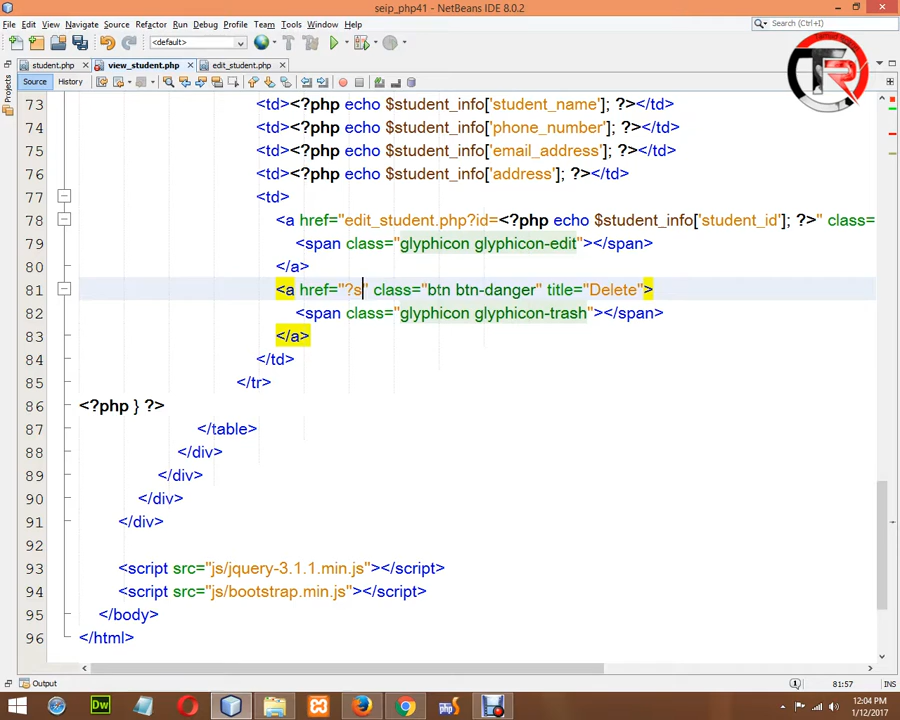 seip_php41 - NetBeans IDE 8.0.2
File Edit View Navigate Source Refactor Run Debug Profile Team Tools Window Help
Search (Ctrl+I)
<default>
student.php view_student.php edit_student.php
Source History
Projects
TR
73 <td><?php echo $student_info['student_name']; ?></td>
74 <td><?php echo $student_info['phone_number']; ?></td>
75 <td><?php echo $student_info['email_address']; ?></td>
76 <td><?php echo $student_info['address']; ?></td>
77 <td>
78 <a href="edit_student.php?id=<?php echo $student_info['student_id']; ?>" class=
79 <span class="glyphicon glyphicon-edit"></span>
80 </a>
81 <a href="?s" class="btn btn-danger" title="Delete">
82 <span class="glyphicon glyphicon-trash"></span>
83 </a>
84 </td>
85 </tr>
86 <?php } ?>
87 </table>
88 </div>
89 </div>
90 </div>
91 </div>
92
93 <script src="js/jquery-3.1.1.min.js"></script>
94 <script src="js/bootstrap.min.js"></script>
95 </body>
96 </html>
Output
81:57 INS
Dw
php
12:04 PM
1/12/2017